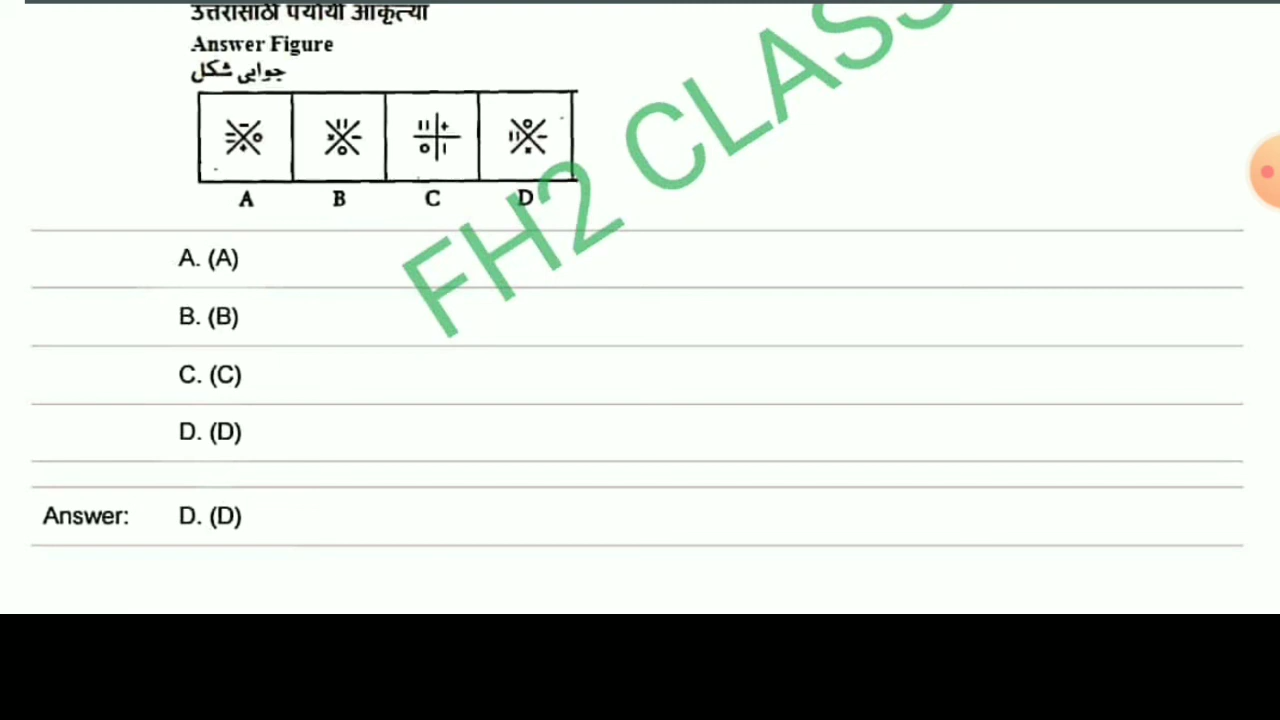 उत्तरासाठी पर्यायी आकृत्या
Answer Figure
جوابی شکل
A B C D
FH2 CLASS
A. (A)
B. (B)
C. (C)
D. (D)
Answer: D. (D)